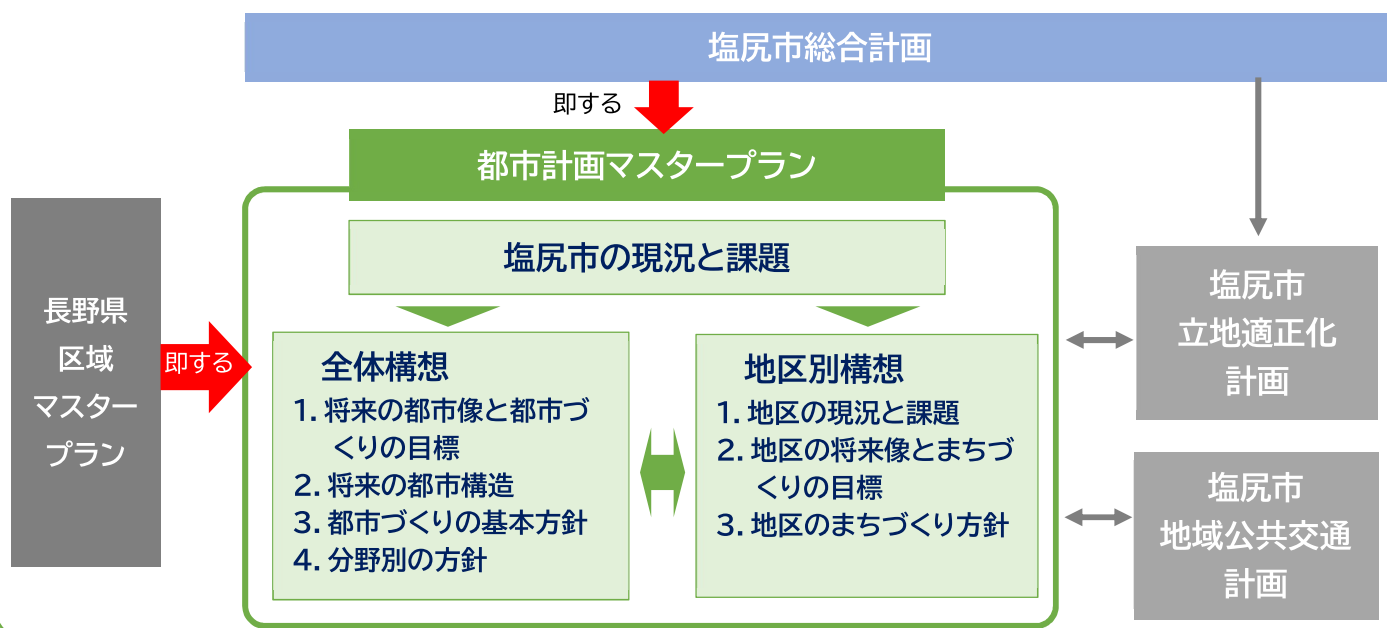 塩尻市総合計画
即する
都市計画マスタープラン
塩尻市の現況と課題
長野県
区域
マスター
プラン
即する
全体構想
1. 将来の都市像と都市づ
くりの目標
2. 将来の都市構造
3. 都市づくりの基本方針
4. 分野別の方針
地区別構想
1. 地区の現況と課題
2. 地区の将来像とまちづ
くりの目標
3. 地区のまちづくり方針
塩尻市
立地適正化
計画
塩尻市
地域公共交通
計画